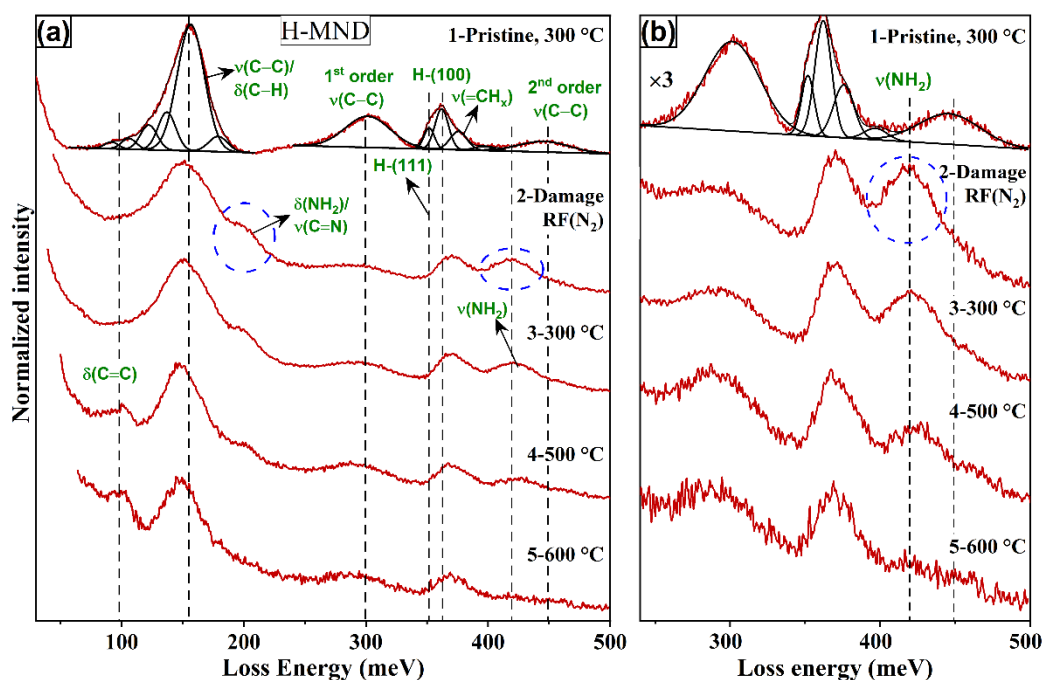 (a)
H-MND
1-Pristine, 300 °C
ν(C–C)/
δ(C–H)
1st order
ν(C–C)
H-(100)
ν(=CHx)
2nd order
ν(C–C)
H-(111)
2-Damage
RF(N2)
δ(NH2)/
ν(C=N)
3-300 °C
ν(NH2)
δ(C=C)
4-500 °C
5-600 °C
Normalized intensity
100
200
300
400
500
Loss Energy (meV)
(b)
1-Pristine, 300 °C
×3
ν(NH2)
2-Damage
RF(N2)
3-300 °C
4-500 °C
5-600 °C
300
400
500
Loss energy (meV)